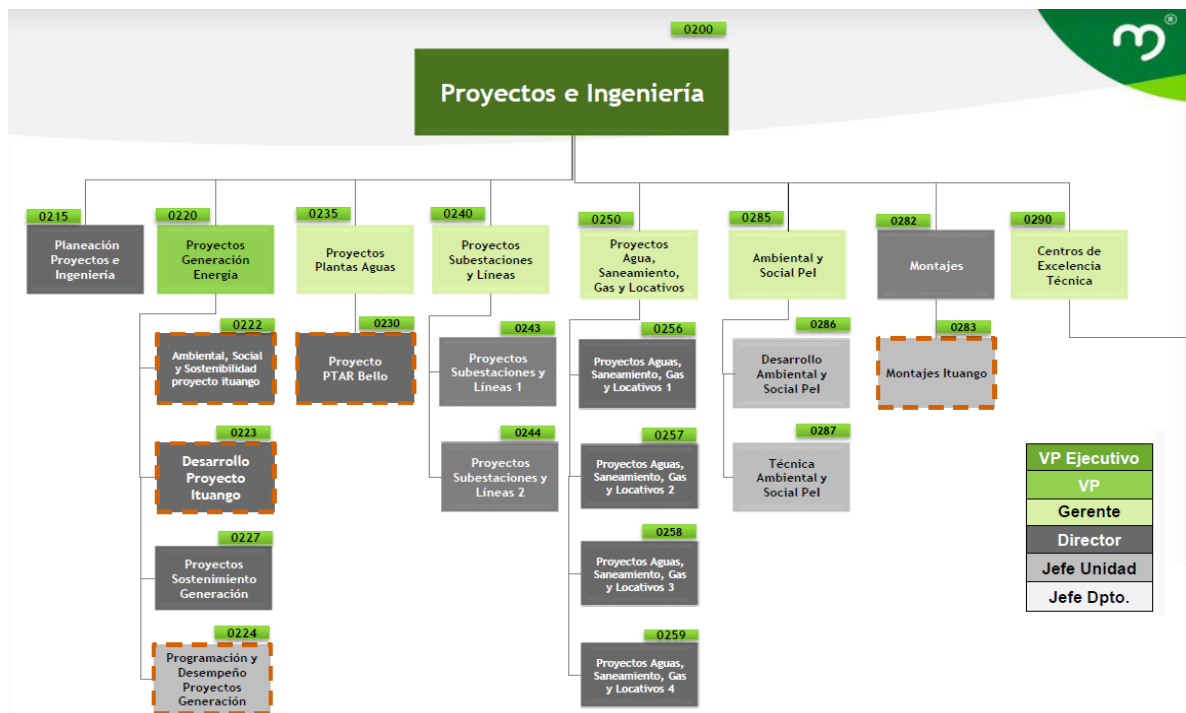 ®
0200
Proyectos e Ingeniería
0215
Planeación
Proyectos e
Ingeniería
0220
Proyectos
Generación
Energía
0235
Proyectos
Plantas Aguas
0240
Proyectos
Subestaciones
y Líneas
0250
Proyectos
Agua,
Saneamiento,
Gas y Locativos
0285
Ambiental y
Social PeI
0282
Montajes
0290
Centros de
Excelencia
Técnica
0222
Ambiental, Social
y Sostenibilidad
proyecto ituango
0223
Desarrollo
Proyecto
Ituango
0227
Proyectos
Sostenimiento
Generación
0224
Programación y
Desempeño
Proyectos
Generación
0230
Proyecto
PTAR Bello
0243
Proyectos
Subestaciones y
Líneas 1
0244
Proyectos
Subestaciones y
Líneas 2
0256
Proyectos Aguas,
Saneamiento, Gas
y Locativos 1
0257
Proyectos Aguas,
Saneamiento, Gas
y Locativos 2
0258
Proyectos Aguas,
Saneamiento, Gas
y Locativos 3
0259
Proyectos Aguas,
Saneamiento, Gas
y Locativos 4
0286
Desarrollo
Ambiental y
Social PeI
0287
Técnica
Ambiental y
Social PeI
0283
Montajes Ituango
VP Ejecutivo
VP
Gerente
Director
Jefe Unidad
Jefe Dpto.